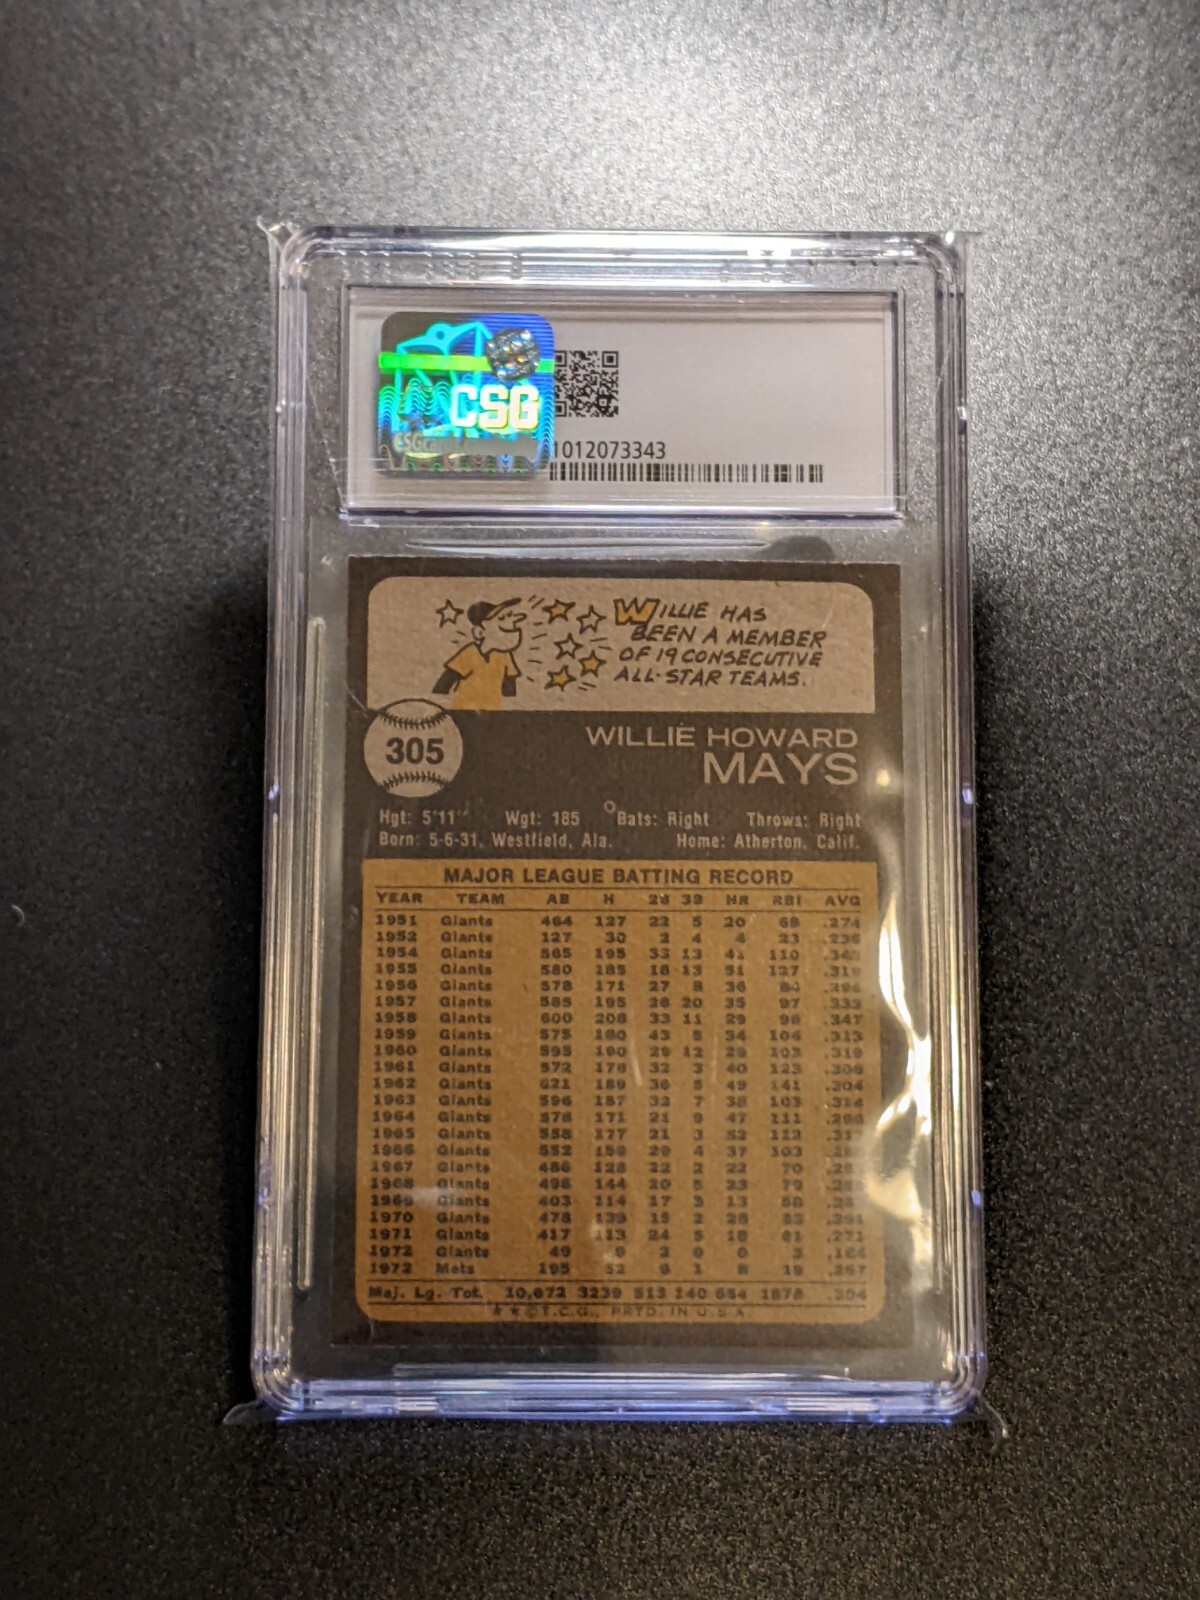 CSG
1012073343
WILLIE HAS
BEEN A MEMBER
OF 19 CONSECUTIVE
ALL-STAR TEAMS.
305
WILLIE HOWARD
MAYS
Hgt: 5'11" Wgt: 185 Bats: Right Throws: Right
Born: 5-6-31, Westfield, Ala. Home: Atherton, Calif.
MAJOR LEAGUE BATTING RECORD
YEAR TEAM AB H 2B 3B HR RBI AVG
1951 Giants 464 127 22 5 20 68 .274
1952 Giants 127 30 2 4 4 23 .236
1954 Giants 565 195 33 13 41 110
1955 Giants 580 185 18 13 51 127 .319
1956 Giants 578 171 27 8 36 84 .296
1957 Giants 585 195 26 20 35 97 .333
1958 Giants 600 208 33 11 29 96 .347
1959 Giants 575 180 43 5 34 104 .313
1960 Giants 595 190 29 12 29 103 .319
1961 Giants 572 176 32 3 40 123 .308
1962 Giants 621 189 36 5 49 141 .304
1963 Giants 596 187 32 7 38 103 .314
1964 Giants 578 171 21 9 47 111 .296
1965 Giants 558 177 21 3 52 112
1966 Giants 552 159 29 4 37 103
1967 Giants 486 128 22 2 22 70
1968 Giants 498 144 20 5 23 79
1969 Giants 403 114 17 3 13 58
1970 Giants 478 139 15 2 28 83 .291
1971 Giants 417 113 24 5 18 61 .271
1972 Giants 49 9 2 0 0 3 .184
1972 Mets 195 52 9 1 8 19 .267
Maj. Lg. Tot. 10,672 3239 513 140 654 1878 .304
★★©T.C.G., PRTD. IN U.S.A.